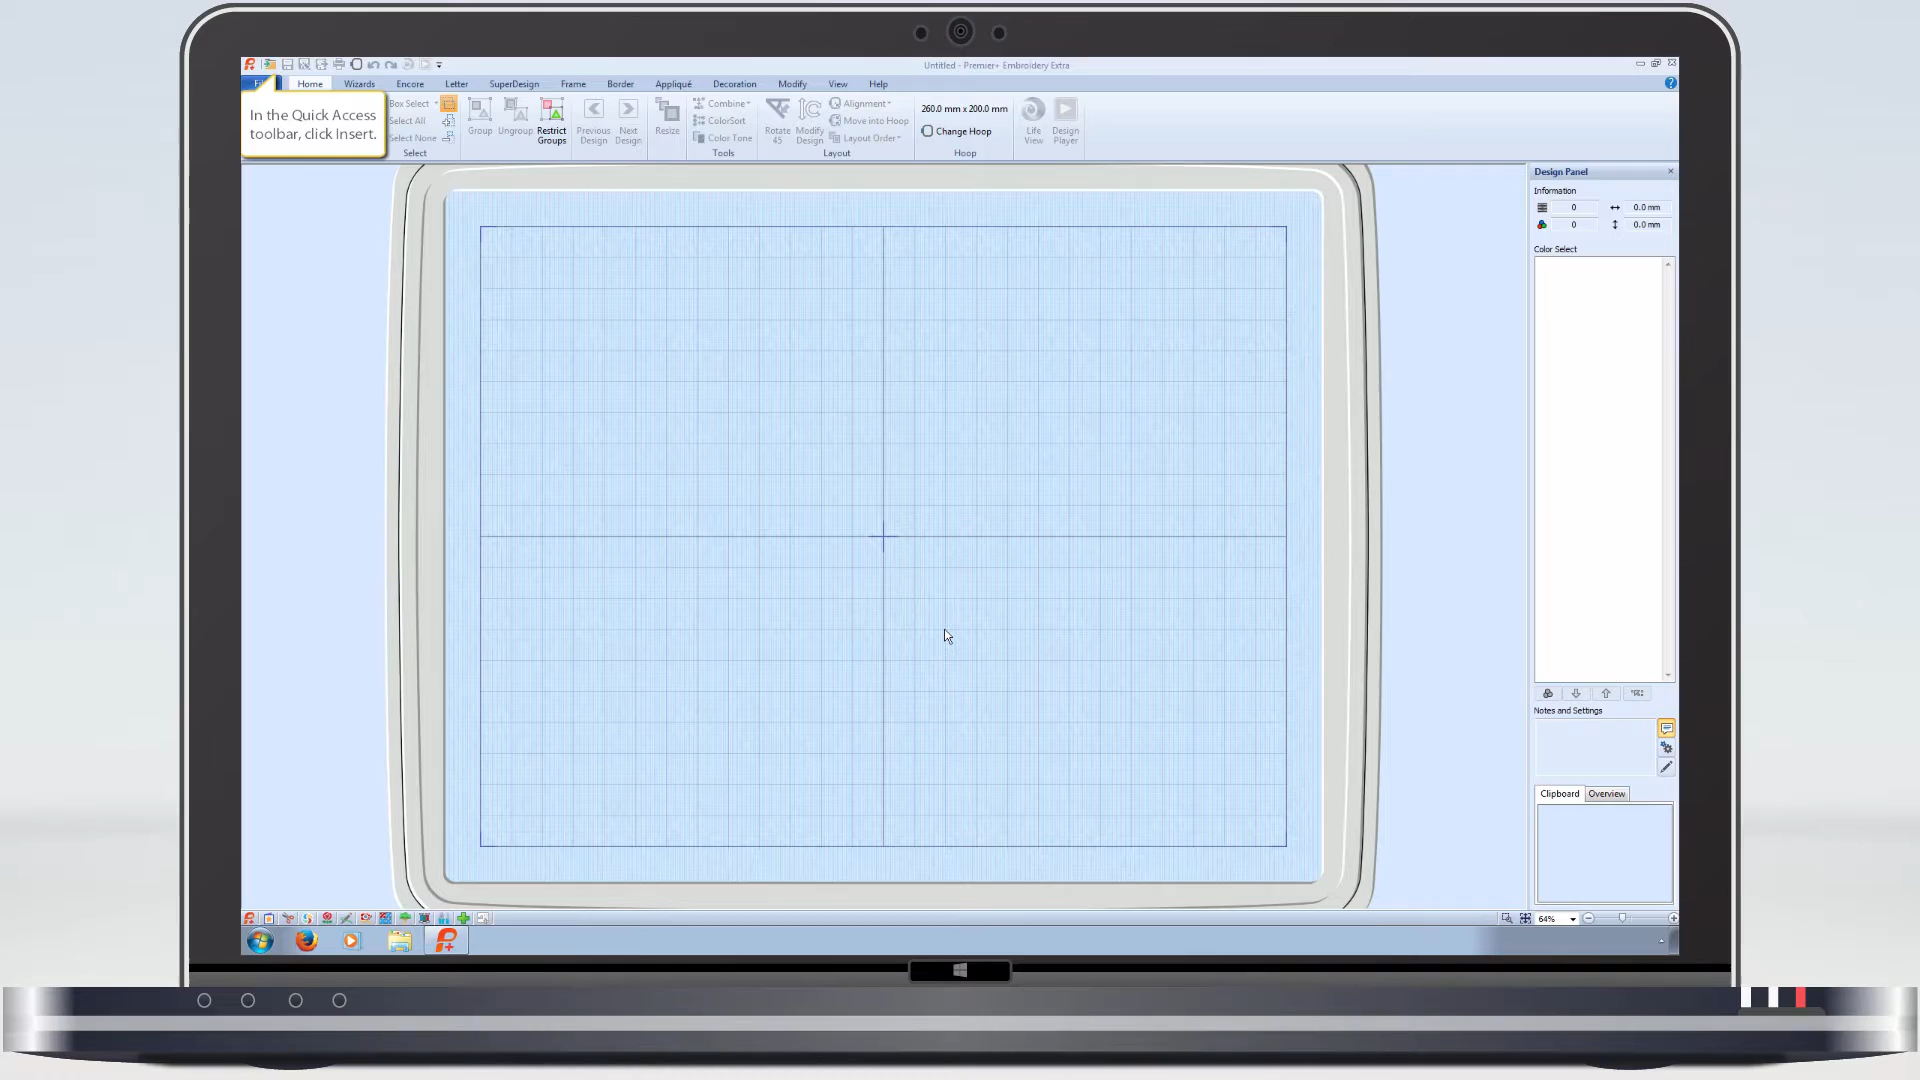 Untitled - Premier+ Embroidery Extra
Home Wizards Encore Letter SuperDesign Frame Border Appliqué Decoration Modify View Help
In the Quick Access
toolbar, click Insert.
Box Select
Select All
Select None
Select
Group
Ungroup
Restrict
Groups
Previous
Design
Next
Design
Resize
Combine
ColorSort
Color Tone
Tools
Rotate
45
Modify
Design
Alignment
Move into Hoop
Layout Order
Layout
260.0 mm x 200.0 mm
Change Hoop
Hoop
Life
View
Design
Player
Design Panel
Information
0 0.0 mm
0 0.0 mm
Color Select
Notes and Settings
Clipboard Overview
64%